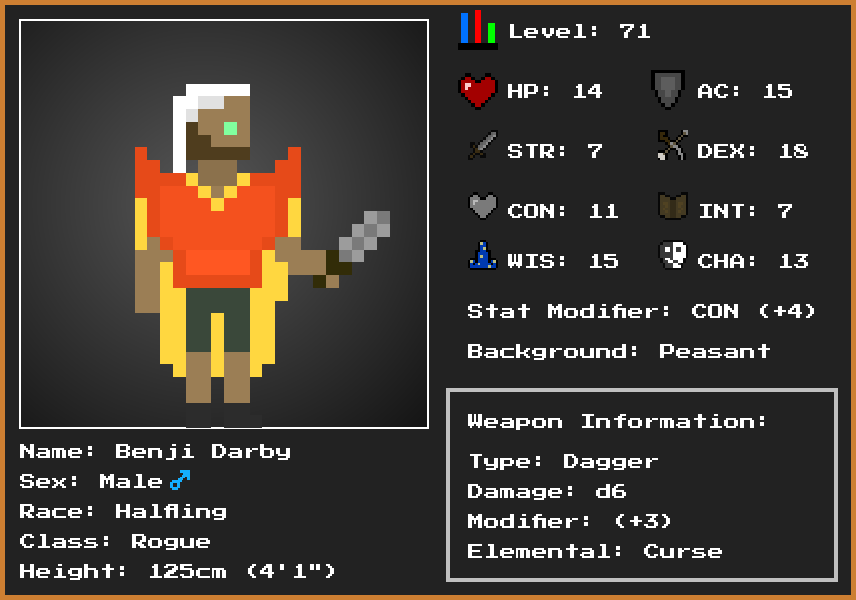 Level: 71
HP: 14
AC: 15
STR: 7
DEX: 18
CON: 11
INT: 7
WIS: 15
CHA: 13
Stat Modifier: CON (+4)
Background: Peasant
Weapon Information:
Type: Dagger
Damage: d6
Modifier: (+3)
Elemental: Curse
Name: Benji Darby
Sex: Male ♂
Race: Halfling
Class: Rogue
Height: 125cm (4'1")